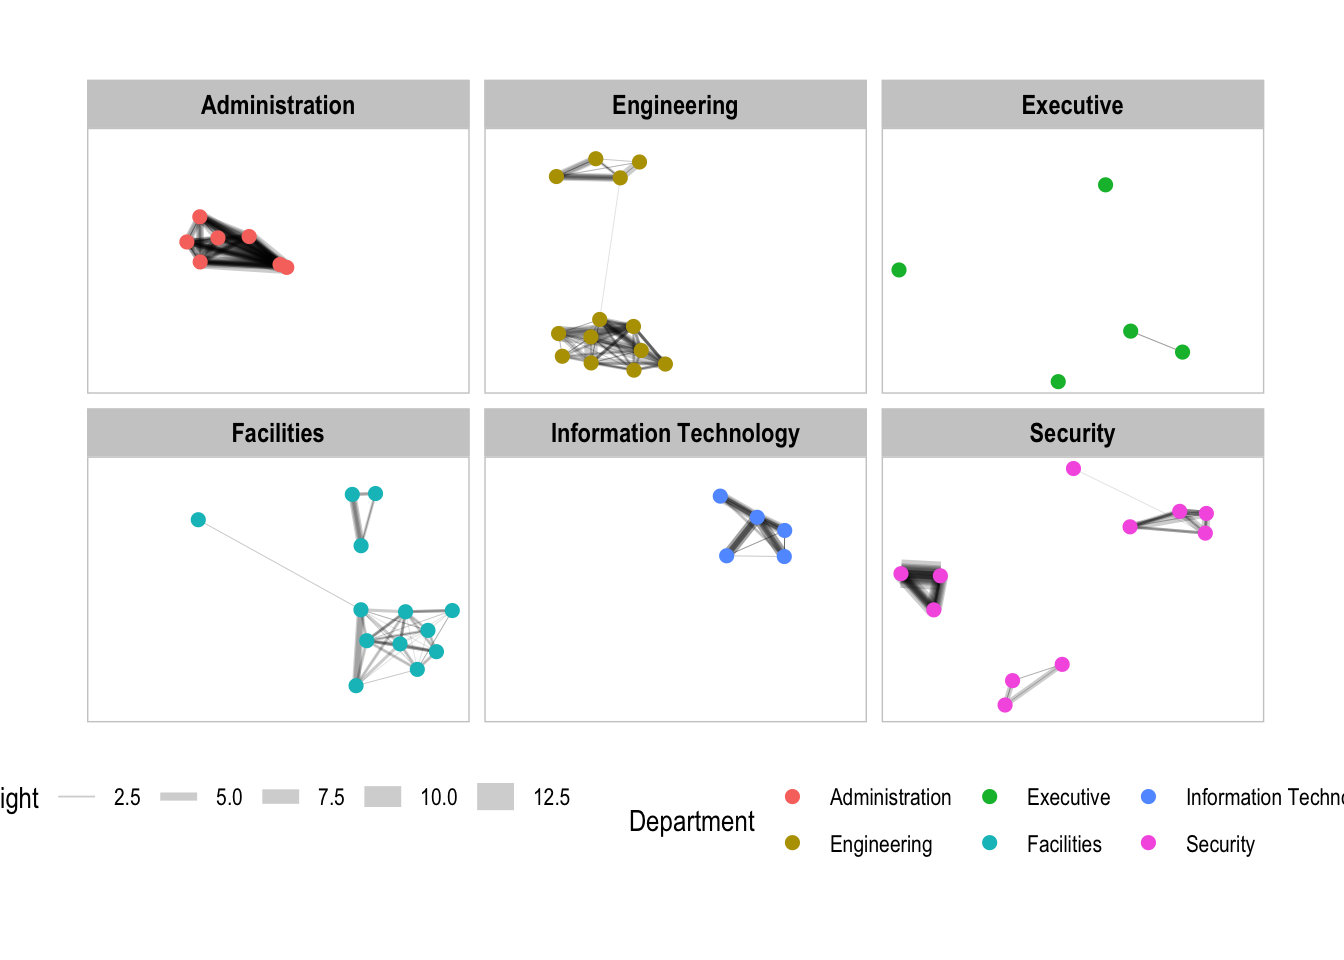 Administration
Engineering
Executive
Facilities
Information Technology
Security
ight 2.5 5.0 7.5 10.0 12.5
Department
Administration Executive Information Techno
Engineering Facilities Security